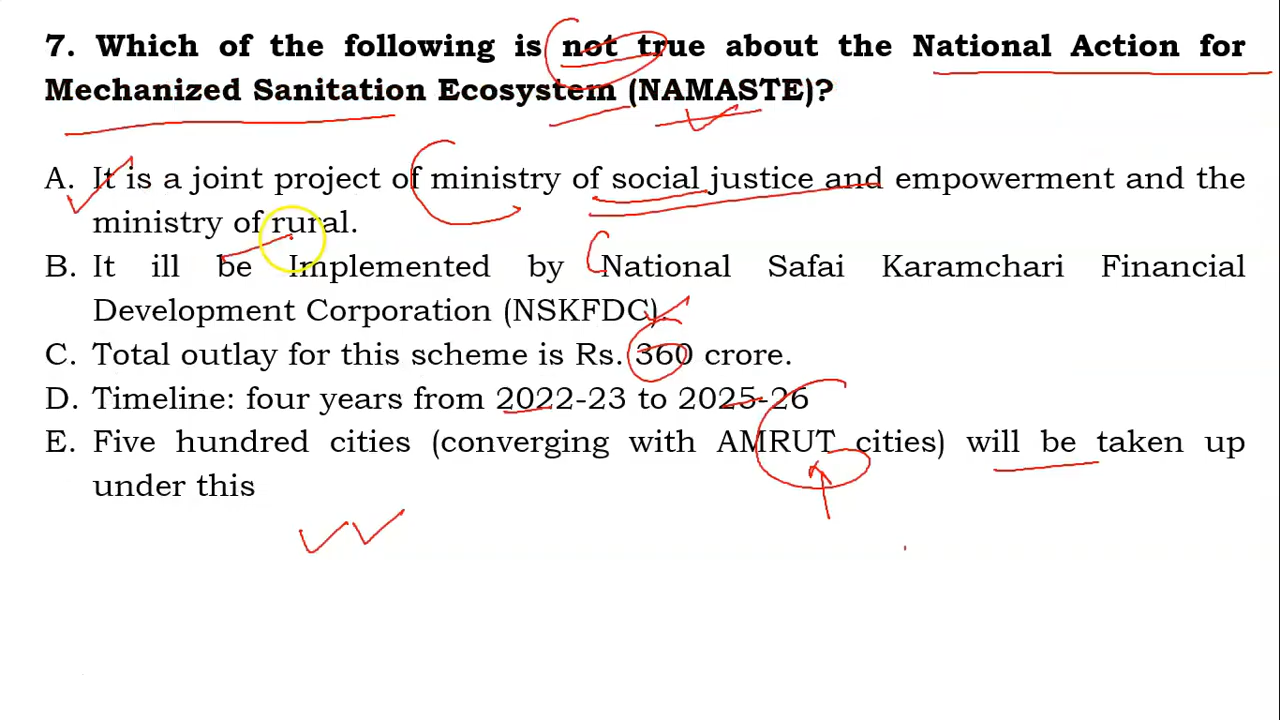 7. Which of the following is not true about the National Action for
Mechanized Sanitation Ecosystem (NAMASTE)?
A. It is a joint project of ministry of social justice and empowerment and the
ministry of rural.
B. It ill be Implemented by National Safai Karamchari Financial
Development Corporation (NSKFDC).
C. Total outlay for this scheme is Rs. 360 crore.
D. Timeline: four years from 2022-23 to 2025-26
E. Five hundred cities (converging with AMRUT cities) will be taken up
under this